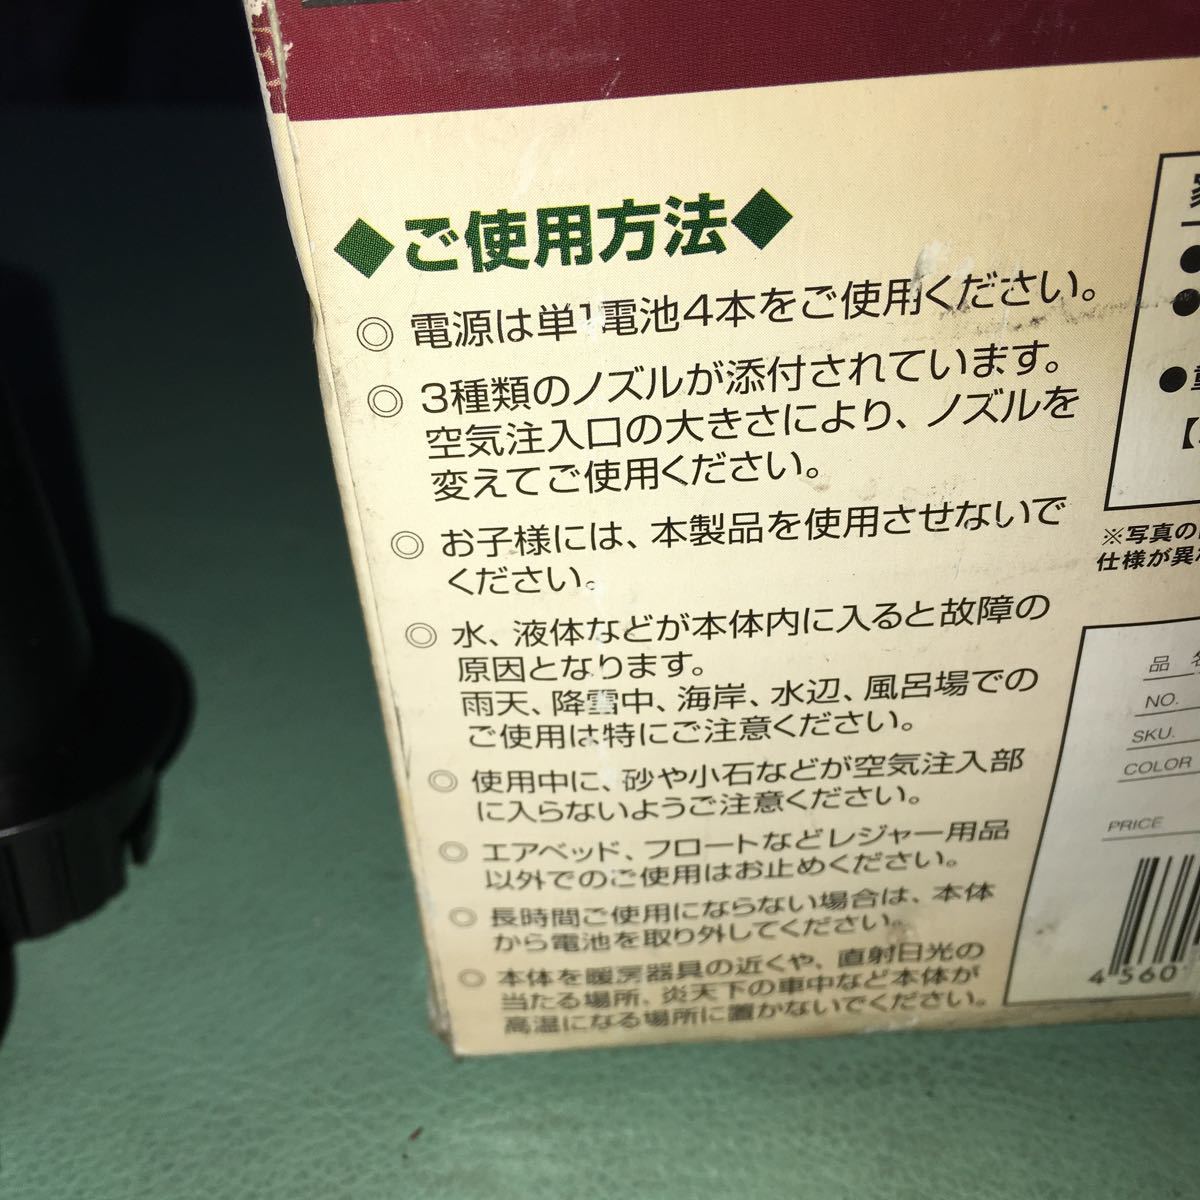 ◆ご使用方法◆
◎ 電源は単1電池4本をご使用ください。
◎ 3種類のノズルが添付されています。
空気注入口の大きさにより、ノズルを
変えてご使用ください。
◎ お子様には、本製品を使用させないで
ください。
◎ 水、液体などが本体内に入ると故障の
原因となります。
雨天、降雪中、海岸、水辺、風呂場での
ご使用は特にご注意ください。
◎ 使用中に、砂や小石などが空気注入部
に入らないようご注意ください。
◎ エアベッド、フロートなどレジャー用品
以外でのご使用はお止めください。
◎ 長時間ご使用にならない場合は、本体
から電池を取り外してください。
◎ 本体を暖房器具の近くや、直射日光の
当たる場所、炎天下の車中など本体が
高温になる場所に置かないでください。
※写真の
仕様が異
品
NO.
SKU.
COLOR
PRICE
4 560